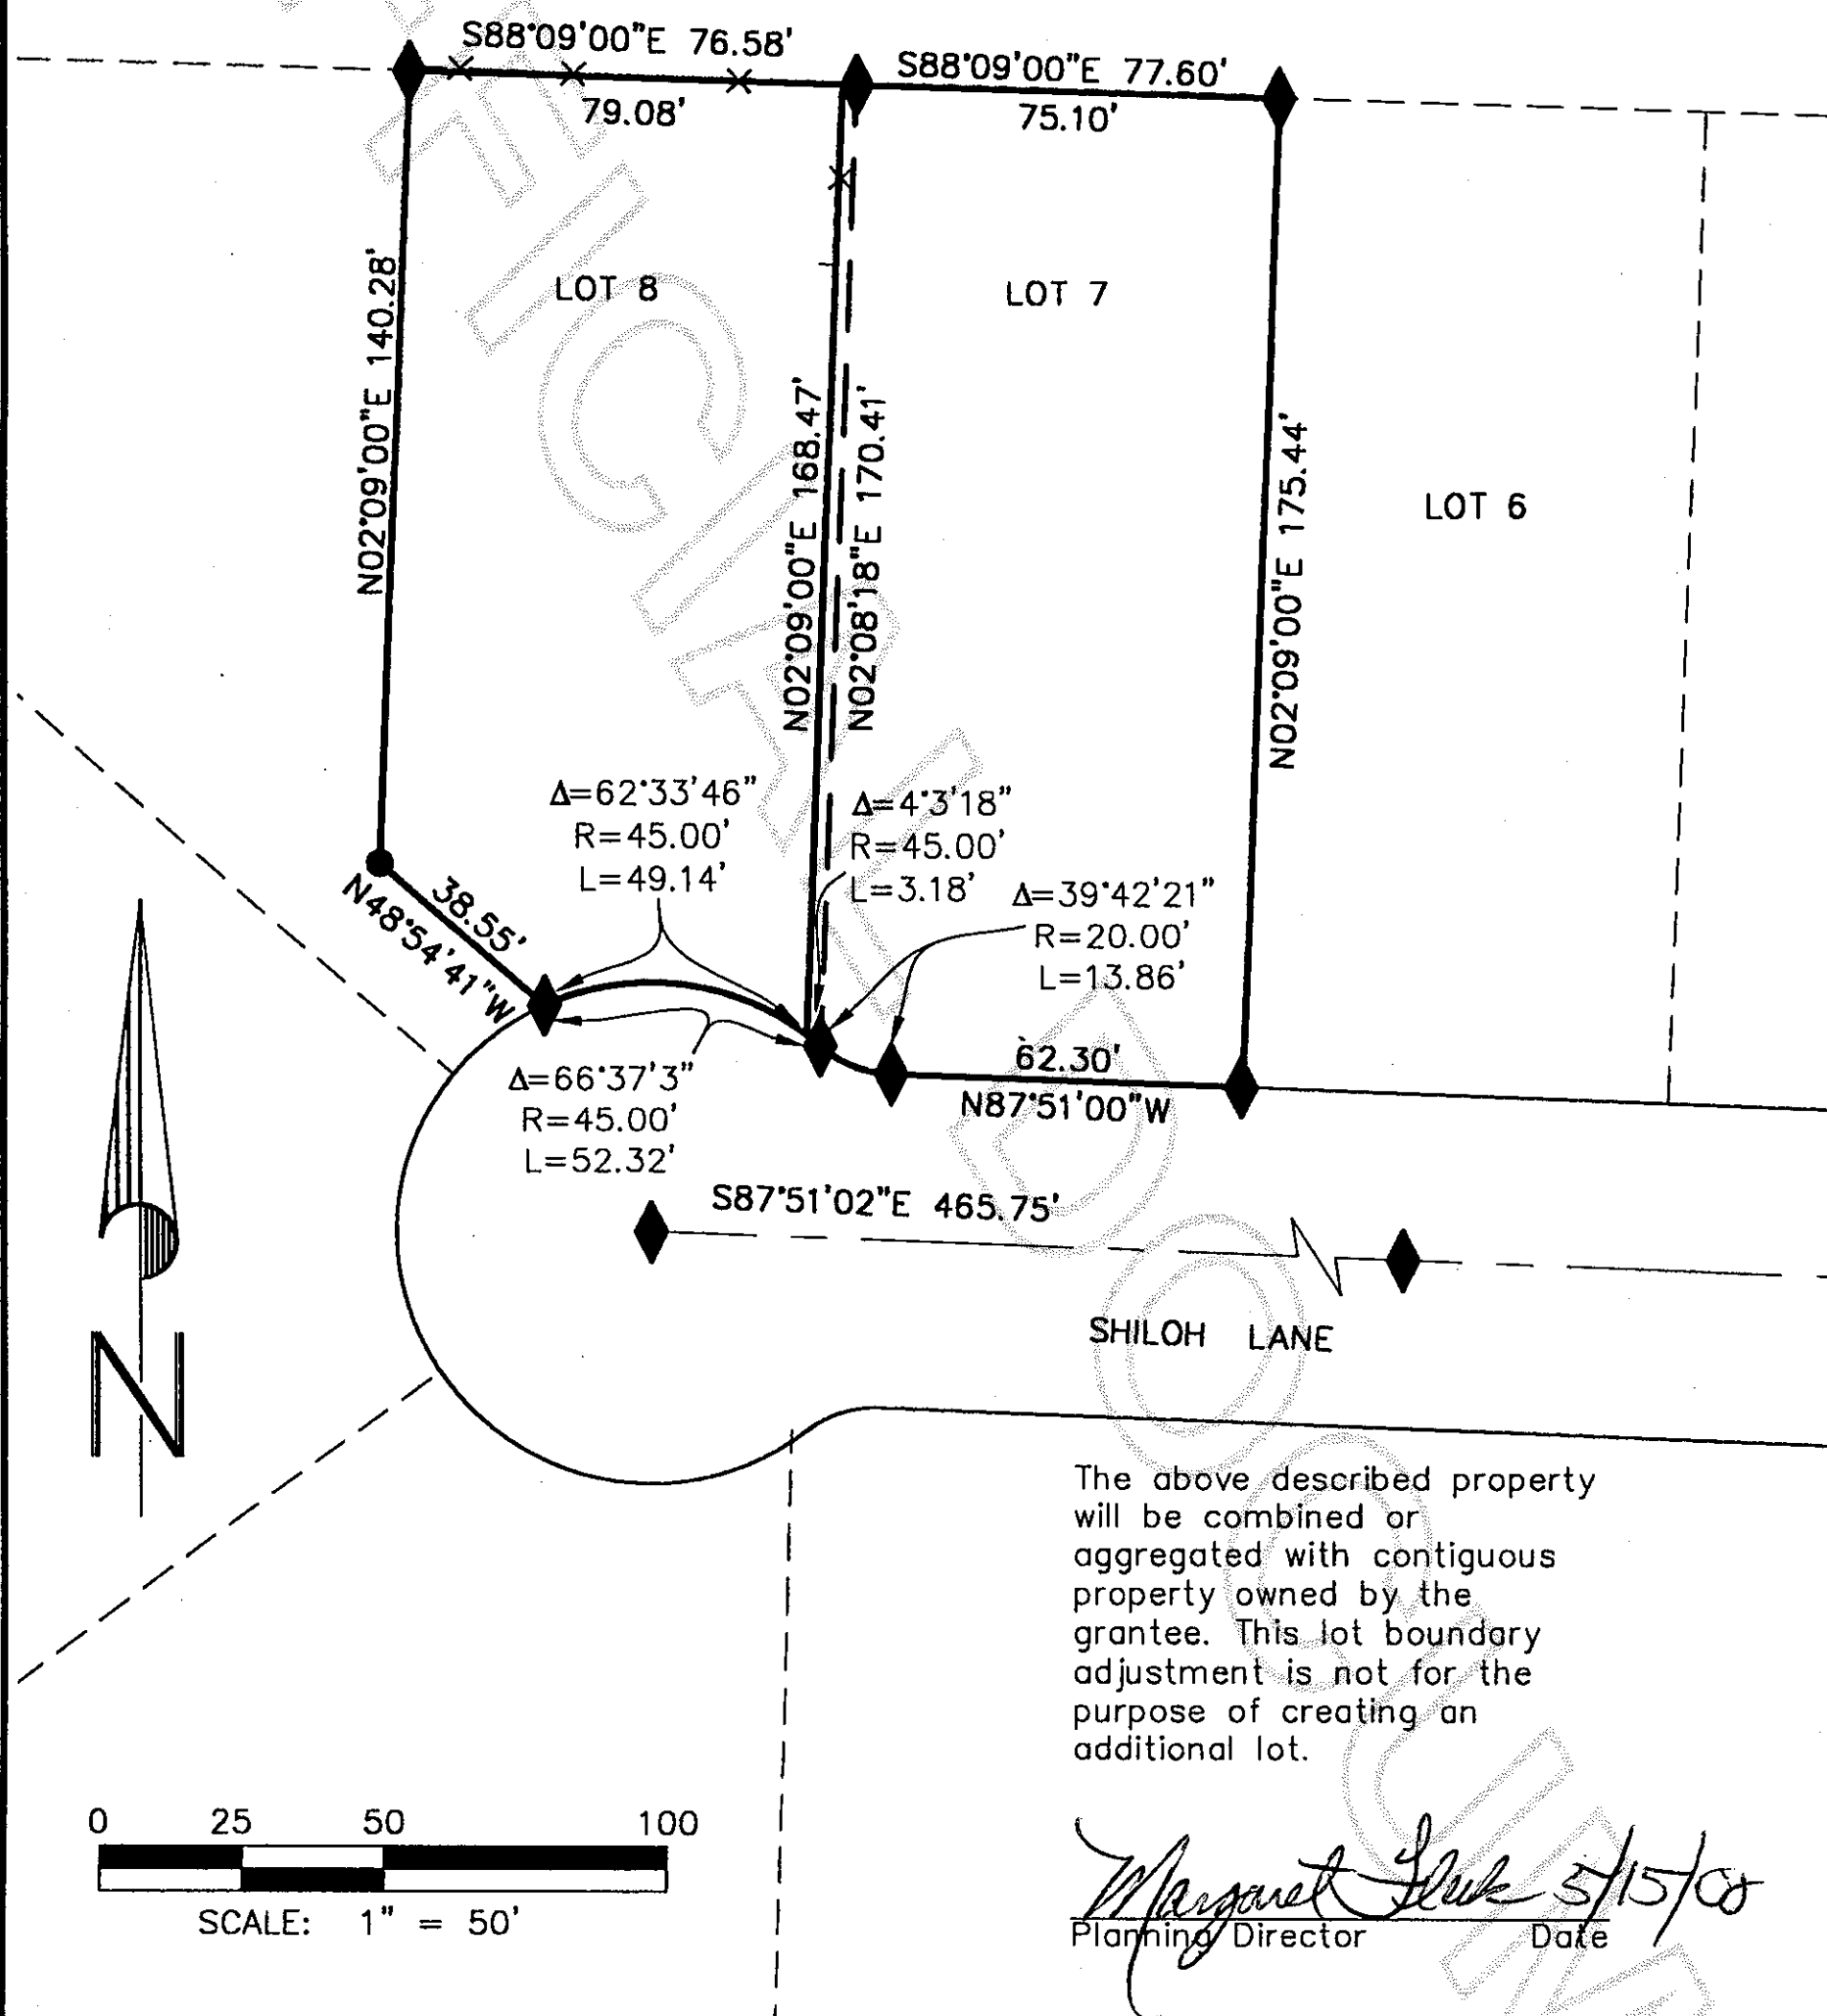 S88°09'00"E 76.58'
S88°09'00"E 77.60'
79.08'
75.10'
LOT 8
LOT 7
LOT 6
N02°09'00"E 140.28'
N02°09'00"E 168.47'
N02°08'18"E 170.41'
N02°09'00"E 175.44'
Δ=62°33'46"
R=45.00'
L=49.14'
Δ=4°3'18"
R=45.00'
L=3.18'
Δ=39°42'21"
R=20.00'
L=13.86'
38.55'
N48°54'41"W
62.30'
N87°51'00"W
Δ=66°37'3"
R=45.00'
L=52.32'
S87°51'02"E 465.75'
SHILOH LANE
N
The above described property
will be combined or
aggregated with contiguous
property owned by the
grantee. This lot boundary
adjustment is not for the
purpose of creating an
additional lot.
0 25 50 100
SCALE: 1" = 50'
Margaret 5/15/08
Planning Director Date